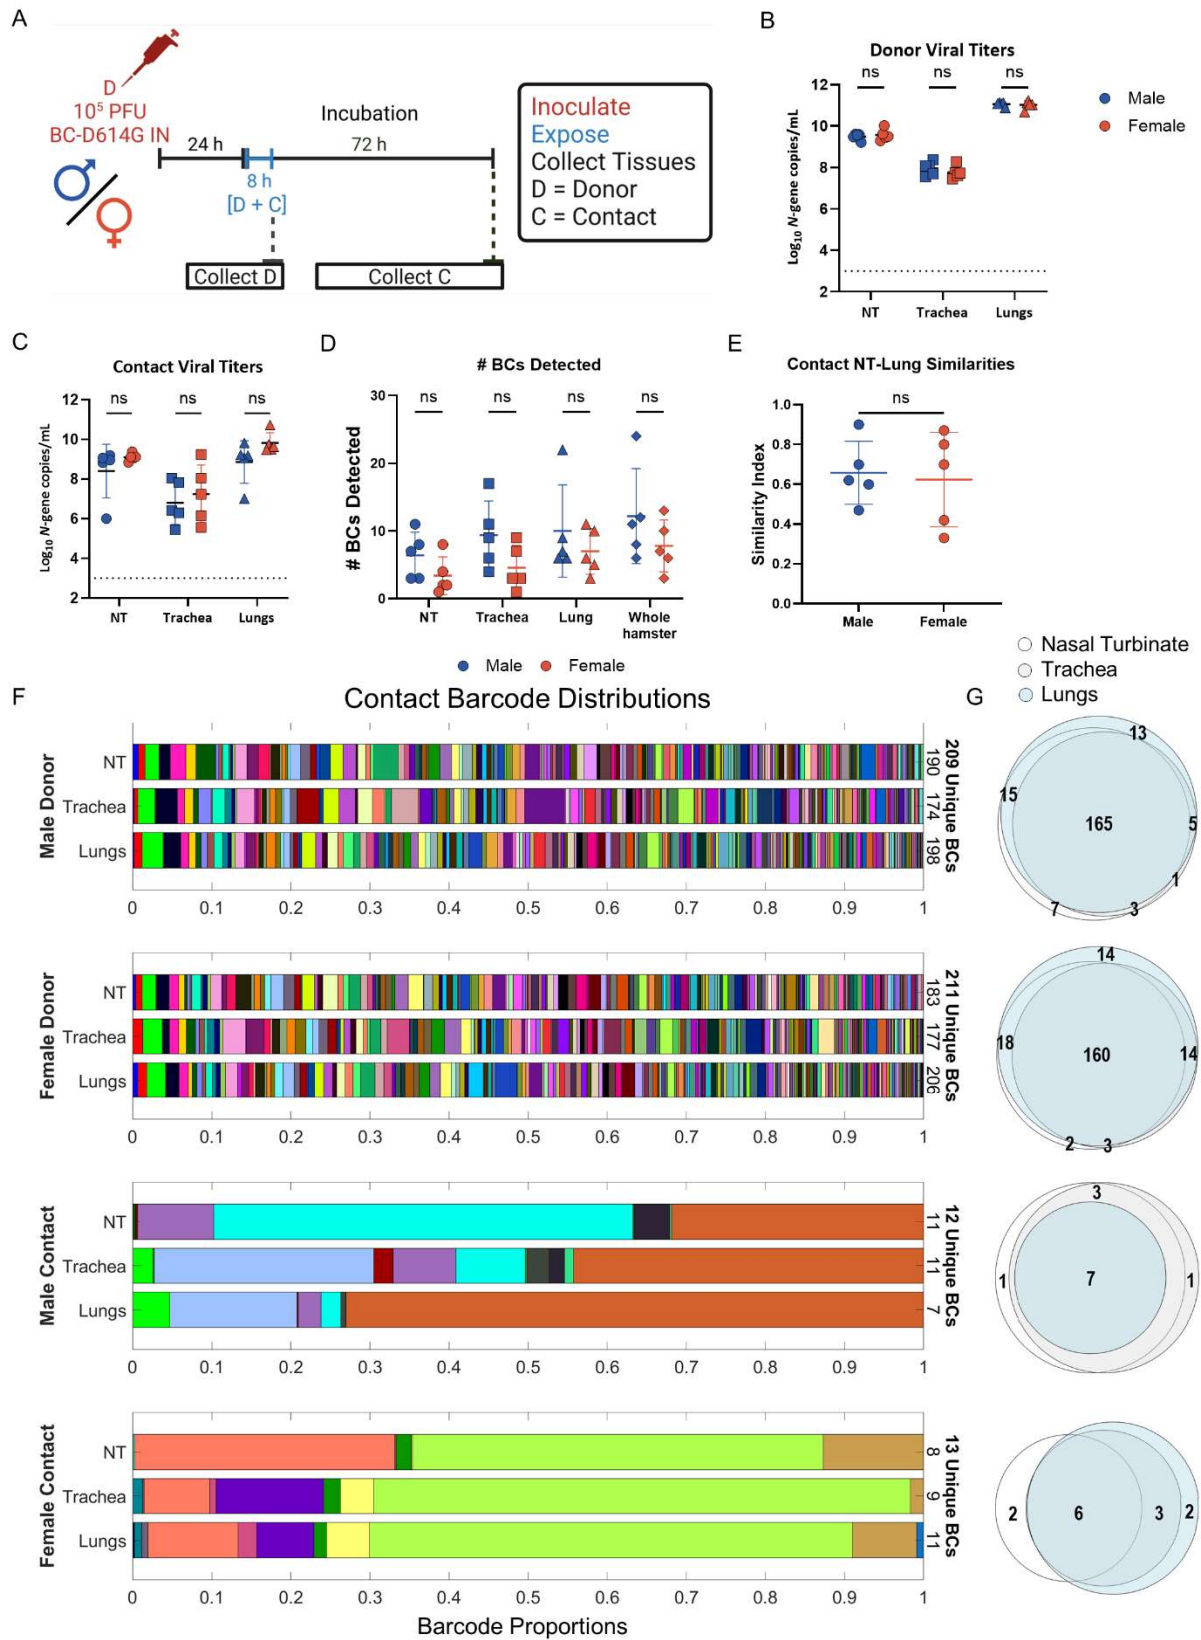 A
D
10⁵ PFU
BC-D614G IN
24 h
8 h
[D + C]
Incubation
72 h
Collect D
Collect C
Inoculate
Expose
Collect Tissues
D = Donor
C = Contact
B
Donor Viral Titers
ns ns ns
Log₁₀ N-gene copies/mL
12
10
8
6
4
2
NT Trachea Lungs
Male
Female
C
Contact Viral Titers
ns ns ns
Log₁₀ N-gene copies/mL
12
10
8
6
4
2
NT Trachea Lungs
D
# BCs Detected
ns ns ns ns
# BCs Detected
30
20
10
0
NT Trachea Lung Whole
hamster
Male Female
E
Contact NT-Lung Similarities
ns
Similarity Index
1.0
0.8
0.6
0.4
0.2
0.0
Male Female
F
Contact Barcode Distributions
Male Donor
NT
Trachea
Lungs
190
174
198
209 Unique BCs
0 0.1 0.2 0.3 0.4 0.5 0.6 0.7 0.8 0.9 1
Female Donor
NT
Trachea
Lungs
183
177
206
211 Unique BCs
0 0.1 0.2 0.3 0.4 0.5 0.6 0.7 0.8 0.9 1
Male Contact
NT
Trachea
Lungs
11
11
7
12 Unique BCs
0 0.1 0.2 0.3 0.4 0.5 0.6 0.7 0.8 0.9 1
Female Contact
NT
Trachea
Lungs
8
9
11
13 Unique BCs
0 0.1 0.2 0.3 0.4 0.5 0.6 0.7 0.8 0.9 1
Barcode Proportions
G
Nasal Turbinate
Trachea
Lungs
13
15
165
5
1
7
3
14
18
160
14
2
3
3
1
7
1
2
6
3
2